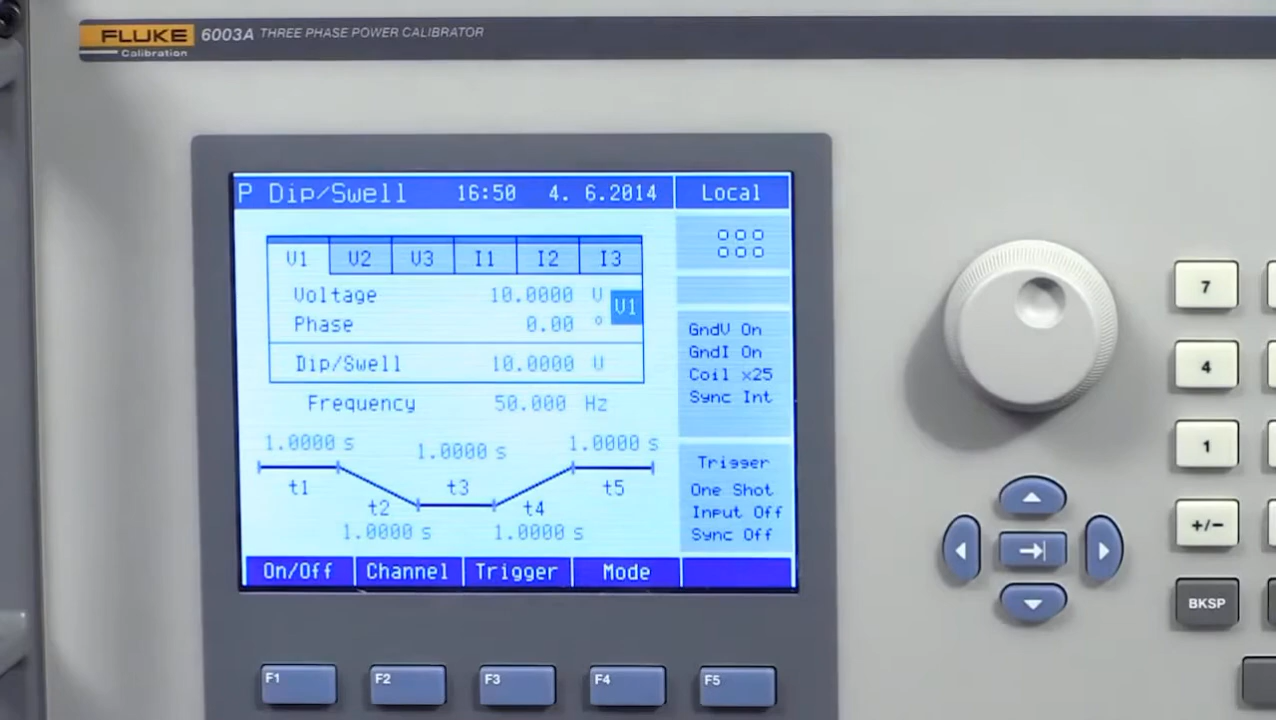 FLUKE 6003A THREE PHASE POWER CALIBRATOR
Calibration
P Dip/Swell 16:50 4. 6.2014 Local
V1 V2 V3 I1 I2 I3
Voltage 10.0000 V
V1
Phase 0.00 °
Dip/Swell 10.0000 V
Frequency 50.000 Hz
GndV On
GndI On
Coil x25
Sync Int
1.0000 s 1.0000 s 1.0000 s
t1 t3 t5
t2 t4
1.0000 s 1.0000 s
Trigger
One Shot
Input Off
Sync Off
On/Off Channel Trigger Mode
F1 F2 F3 F4 F5
7
4
1
+/−
BKSP